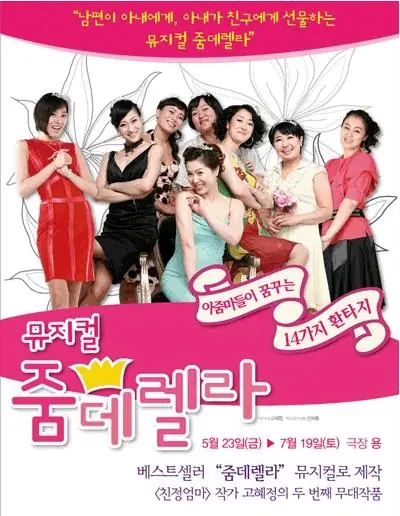 “남편이 아내에게, 아내가 친구에게 선물하는
뮤지컬 줌데렐라”
아줌마들이 꿈꾸는
14가지 환타지
뮤지컬
줌데렐라
고혜정
5월 23일(금) ▶ 7월 19일(토) 극장 용
베스트셀러 “줌데렐라” 뮤지컬로 제작
〈친정엄마〉 작가 고혜정의 두 번째 무대작품